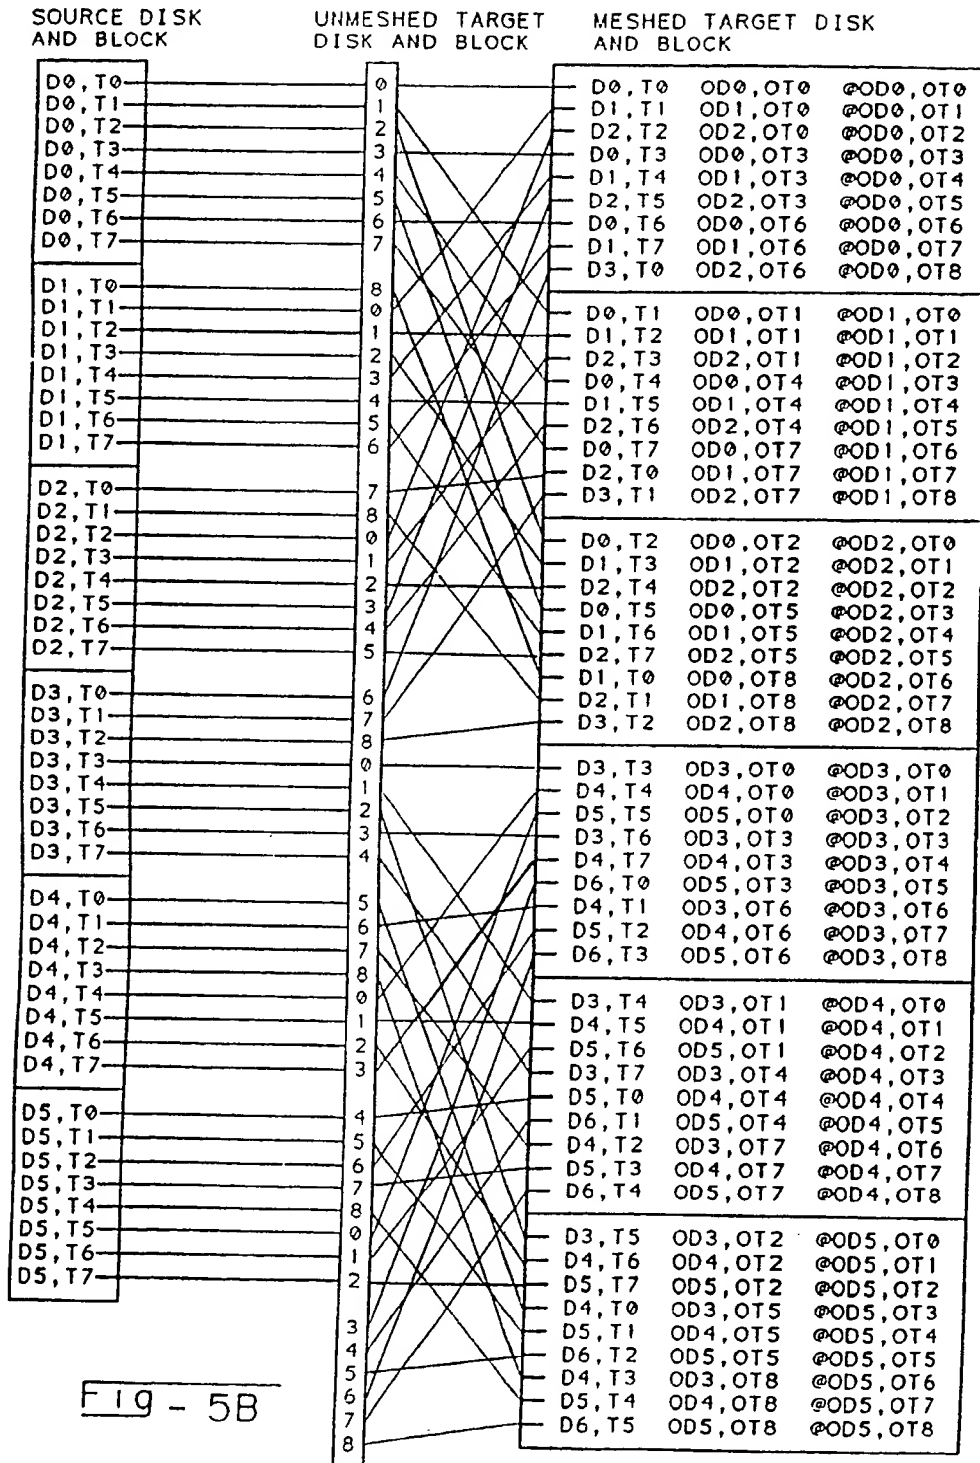 SOURCE DISK
AND BLOCK
UNMESHED TARGET
DISK AND BLOCK
MESHED TARGET DISK
AND BLOCK
D0,T0
D0,T1
D0,T2
D0,T3
D0,T4
D0,T5
D0,T6
D0,T7
D1,T0
D1,T1
D1,T2
D1,T3
D1,T4
D1,T5
D1,T6
D1,T7
D2,T0
D2,T1
D2,T2
D2,T3
D2,T4
D2,T5
D2,T6
D2,T7
D3,T0
D3,T1
D3,T2
D3,T3
D3,T4
D3,T5
D3,T6
D3,T7
D4,T0
D4,T1
D4,T2
D4,T3
D4,T4
D4,T5
D4,T6
D4,T7
D5,T0
D5,T1
D5,T2
D5,T3
D5,T4
D5,T5
D5,T6
D5,T7
0
1
2
3
4
5
6
7
8
0
1
2
3
4
5
6
7
8
0
1
2
3
4
5
6
7
8
0
1
2
3
4
5
6
7
8
0
1
2
3
4
5
6
7
8
0
1
2
3
4
5
6
7
8
D0,T0 OD0,OT0 @OD0,OT0
D1,T1 OD1,OT0 @OD0,OT1
D2,T2 OD2,OT0 @OD0,OT2
D0,T3 OD0,OT3 @OD0,OT3
D1,T4 OD1,OT3 @OD0,OT4
D2,T5 OD2,OT3 @OD0,OT5
D0,T6 OD0,OT6 @OD0,OT6
D1,T7 OD1,OT6 @OD0,OT7
D3,T0 OD2,OT6 @OD0,OT8
D0,T1 OD0,OT1 @OD1,OT0
D1,T2 OD1,OT1 @OD1,OT1
D2,T3 OD2,OT1 @OD1,OT2
D0,T4 OD0,OT4 @OD1,OT3
D1,T5 OD1,OT4 @OD1,OT4
D2,T6 OD2,OT4 @OD1,OT5
D0,T7 OD0,OT7 @OD1,OT6
D2,T0 OD1,OT7 @OD1,OT7
D3,T1 OD2,OT7 @OD1,OT8
D0,T2 OD0,OT2 @OD2,OT0
D1,T3 OD1,OT2 @OD2,OT1
D2,T4 OD2,OT2 @OD2,OT2
D0,T5 OD0,OT5 @OD2,OT3
D1,T6 OD1,OT5 @OD2,OT4
D2,T7 OD2,OT5 @OD2,OT5
D1,T0 OD0,OT8 @OD2,OT6
D2,T1 OD1,OT8 @OD2,OT7
D3,T2 OD2,OT8 @OD2,OT8
D3,T3 OD3,OT0 @OD3,OT0
D4,T4 OD4,OT0 @OD3,OT1
D5,T5 OD5,OT0 @OD3,OT2
D3,T6 OD3,OT3 @OD3,OT3
D4,T7 OD4,OT3 @OD3,OT4
D6,T0 OD5,OT3 @OD3,OT5
D4,T1 OD3,OT6 @OD3,OT6
D5,T2 OD4,OT6 @OD3,OT7
D6,T3 OD5,OT6 @OD3,OT8
D3,T4 OD3,OT1 @OD4,OT0
D4,T5 OD4,OT1 @OD4,OT1
D5,T6 OD5,OT1 @OD4,OT2
D3,T7 OD3,OT4 @OD4,OT3
D5,T0 OD4,OT4 @OD4,OT4
D6,T1 OD5,OT4 @OD4,OT5
D4,T2 OD3,OT7 @OD4,OT6
D5,T3 OD4,OT7 @OD4,OT7
D6,T4 OD5,OT7 @OD4,OT8
D3,T5 OD3,OT2 @OD5,OT0
D4,T6 OD4,OT2 @OD5,OT1
D5,T7 OD5,OT2 @OD5,OT2
D4,T0 OD3,OT5 @OD5,OT3
D5,T1 OD4,OT5 @OD5,OT4
D6,T2 OD5,OT5 @OD5,OT5
D4,T3 OD3,OT8 @OD5,OT6
D5,T4 OD4,OT8 @OD5,OT7
D6,T5 OD5,OT8 @OD5,OT8
Fig - 5B